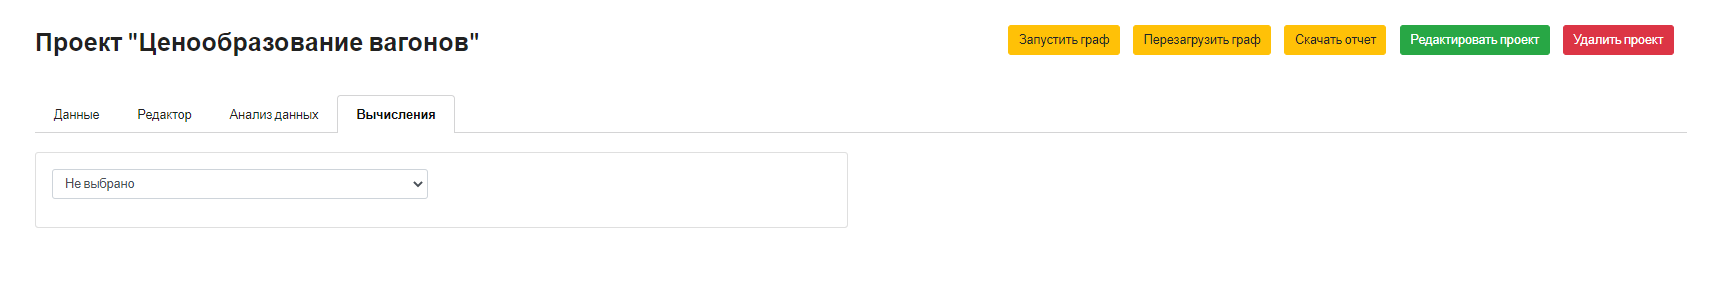 Проект "Ценообразование вагонов"
Запустить граф
Перезагрузить граф
Скачать отчет
Редактировать проект
Удалить проект
Данные
Редактор
Анализ данных
Вычисления
Не выбрано